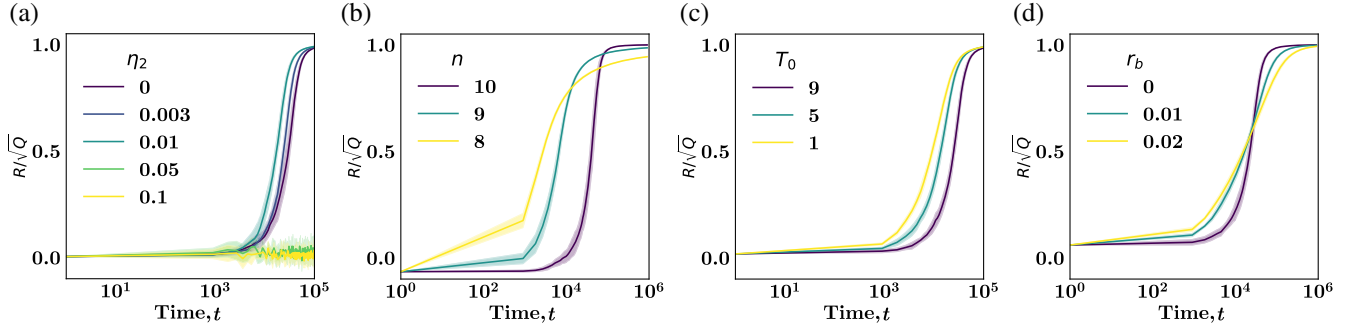 (a)
R/√Q
1.0
0.5
0.0
η₂
0
0.003
0.01
0.05
0.1
10¹ 10³ 10⁵
Time, t
(b)
R/√Q
1.0
0.5
0.0
n
10
9
8
10⁰ 10² 10⁴ 10⁶
Time, t
(c)
R/√Q
1.0
0.5
0.0
T₀
9
5
1
10¹ 10³ 10⁵
Time, t
(d)
R/√Q
1.0
0.5
0.0
r_b
0
0.01
0.02
10⁰ 10² 10⁴ 10⁶
Time, t